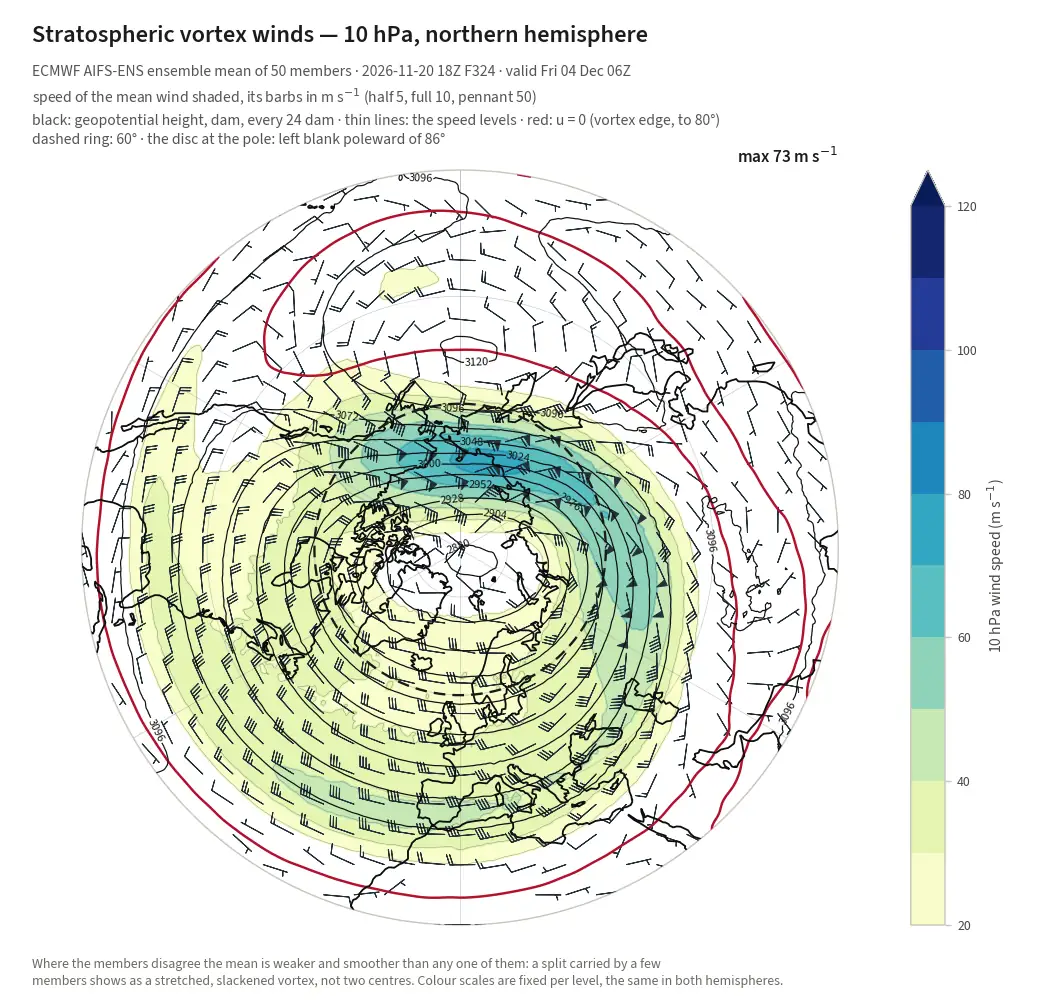 Stratospheric vortex winds — 10 hPa, northern hemisphere
ECMWF AIFS-ENS ensemble mean of 50 members · 2026-11-20 18Z F324 · valid Fri 04 Dec 06Z
speed of the mean wind shaded, its barbs in m s⁻¹ (half 5, full 10, pennant 50)
black: geopotential height, dam, every 24 dam · thin lines: the speed levels · red: u = 0 (vortex edge, to 80°)
dashed ring: 60° · the disc at the pole: left blank poleward of 86°
max 73 m s⁻¹
3096
3120
3072
3096
3096
3048
3024
3000
2952
2976
2928
2904
2880
3096
3096
3096
120
100
80
60
40
20
10 hPa wind speed (m s⁻¹)
Where the members disagree the mean is weaker and smoother than any one of them: a split carried by a few
members shows as a stretched, slackened vortex, not two centres. Colour scales are fixed per level, the same in both hemispheres.